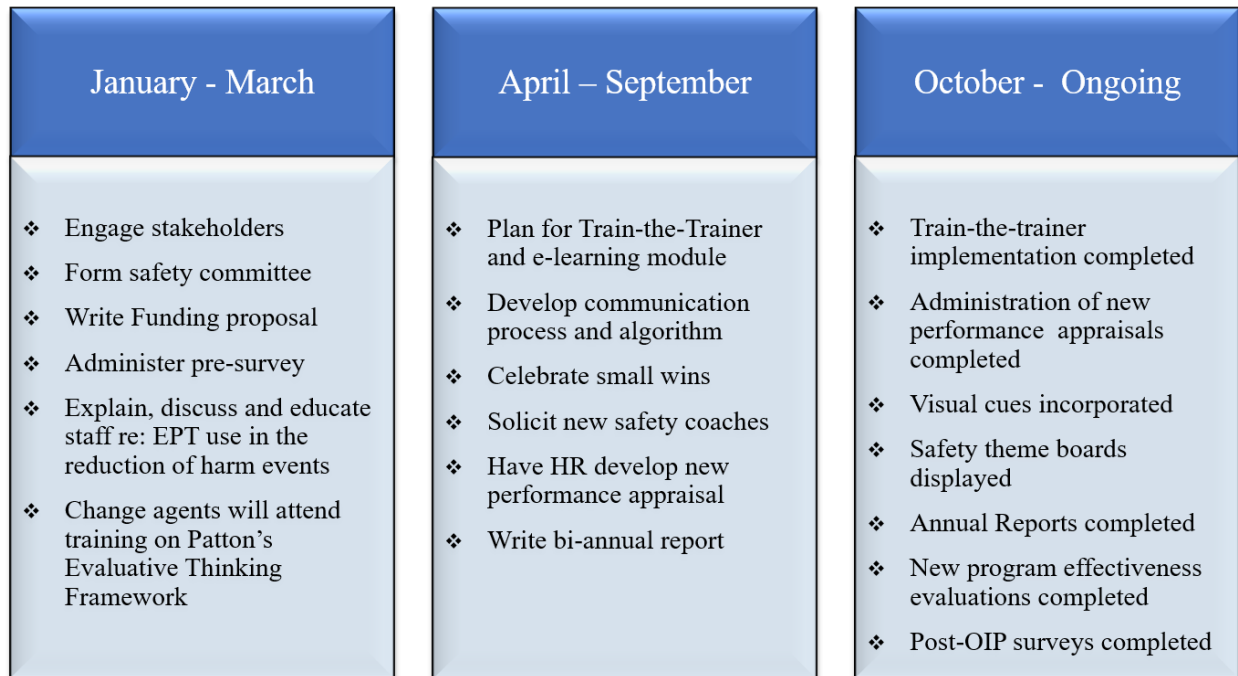 January - March
❖ Engage stakeholders
❖ Form safety committee
❖ Write Funding proposal
❖ Administer pre-survey
❖ Explain, discuss and educate
staff re: EPT use in the
reduction of harm events
❖ Change agents will attend
training on Patton’s
Evaluative Thinking
Framework
April – September
❖ Plan for Train-the-Trainer
and e-learning module
❖ Develop communication
process and algorithm
❖ Celebrate small wins
❖ Solicit new safety coaches
❖ Have HR develop new
performance appraisal
❖ Write bi-annual report
October - Ongoing
❖ Train-the-trainer
implementation completed
❖ Administration of new
performance appraisals
completed
❖ Visual cues incorporated
❖ Safety theme boards
displayed
❖ Annual Reports completed
❖ New program effectiveness
evaluations completed
❖ Post-OIP surveys completed